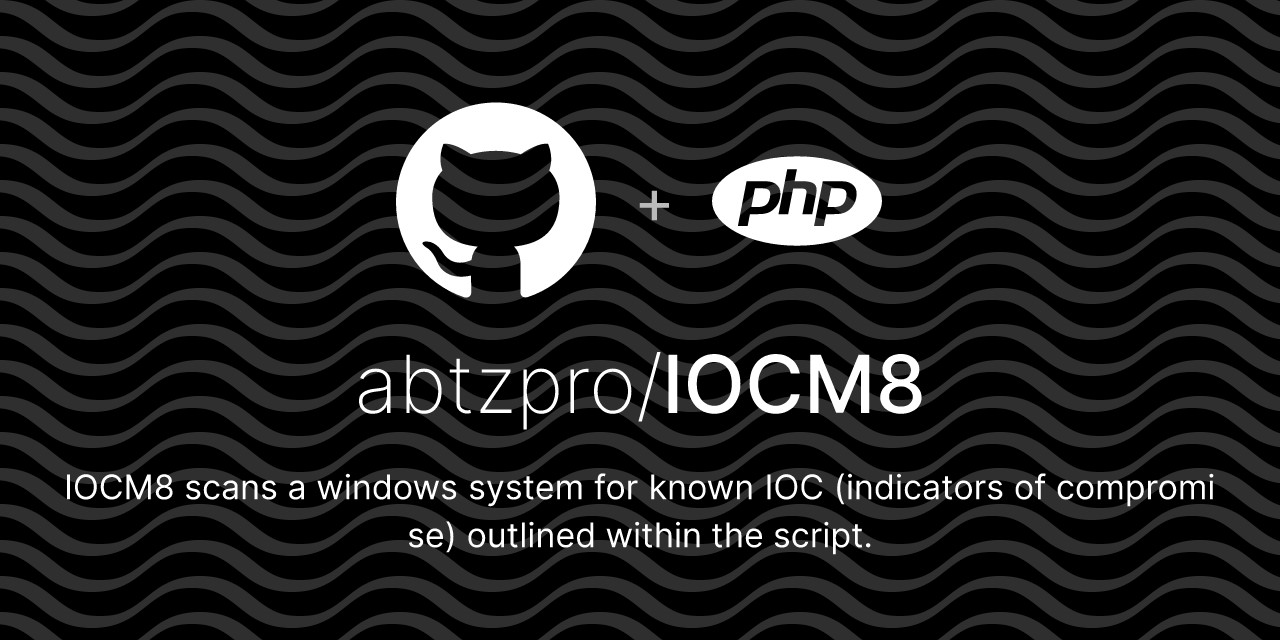 + php
abtzpro/IOCM8
IOCM8 scans a windows system for known IOC (indicators of compromi
se) outlined within the script.